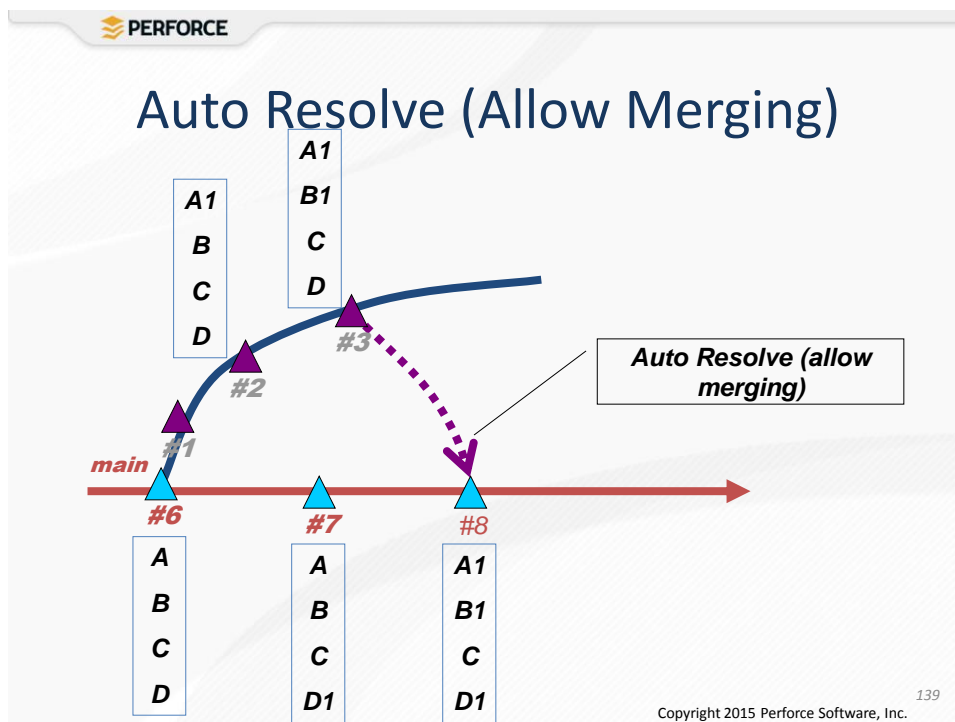 PERFORCE
Auto Resolve (Allow Merging)
A1
B1
C
D
A1
B
C
D
#3
#2
#1
Auto Resolve (allow
merging)
main
#6
#7
#8
A
B
C
D
A
B
C
D1
A1
B1
C
D1
139
Copyright 2015 Perforce Software, Inc.